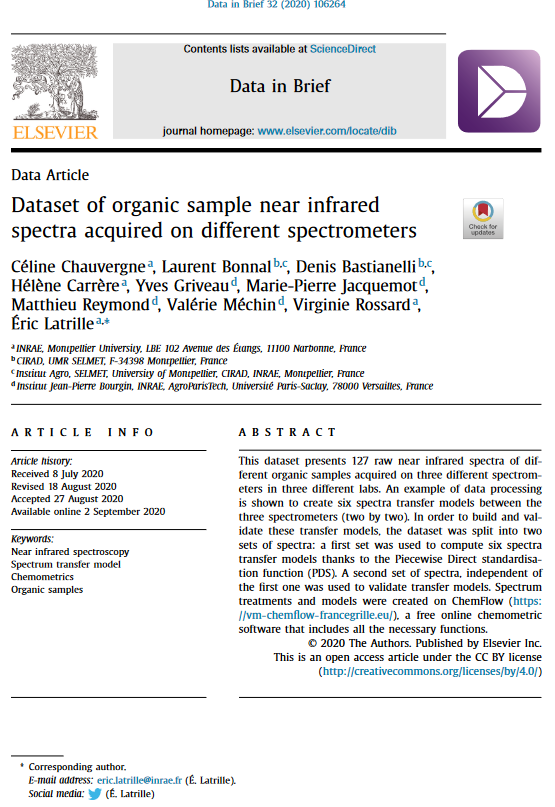 Data in Brief 32 (2020) 106264
Contents lists available at ScienceDirect
Data in Brief
journal homepage: www.elsevier.com/locate/dib
ELSEVIER
Data Article
Dataset of organic sample near infrared
spectra acquired on different spectrometers
Check for
updates
Céline Chauvergne a, Laurent Bonnal b,c, Denis Bastianelli b,c,
Hélène Carrère a, Yves Griveau d, Marie-Pierre Jacquemot d,
Matthieu Reymond d, Valérie Méchin d, Virginie Rossard a,
Éric Latrille a,*
a INRAE, Montpellier University, LBE 102 Avenue des Étangs, 11100 Narbonne, France
b CIRAD, UMR SELMET, F-34398 Montpellier, France
c Institut Agro, SELMET, University of Montpellier, CIRAD, INRAE, Montpellier, France
d Institut Jean-Pierre Bourgin, INRAE, AgroParisTech, Université Paris-Saclay, 78000 Versailles, France
ARTICLE INFO
Article history:
Received 8 July 2020
Revised 18 August 2020
Accepted 27 August 2020
Available online 2 September 2020
Keywords:
Near infrared spectroscopy
Spectrum transfer model
Chemometrics
Organic samples
ABSTRACT
This dataset presents 127 raw near infrared spectra of dif-
ferent organic samples acquired on three different spectrom-
eters in three different labs. An example of data processing
is shown to create six spectra transfer models between the
three spectrometers (two by two). In order to build and val-
idate these transfer models, the dataset was split into two
sets of spectra: a first set was used to compute six spectra
transfer models thanks to the Piecewise Direct standardisa-
tion function (PDS). A second set of spectra, independent of
the first one was used to validate transfer models. Spectrum
treatments and models were created on ChemFlow (https:
//vm-chemflow-francegrille.eu/), a free online chemometric
software that includes all the necessary functions.
© 2020 The Authors. Published by Elsevier Inc.
This is an open access article under the CC BY license
(http://creativecommons.org/licenses/by/4.0/)
* Corresponding author.
E-mail address: eric.latrille@inrae.fr (É. Latrille).
Social media: (É. Latrille)